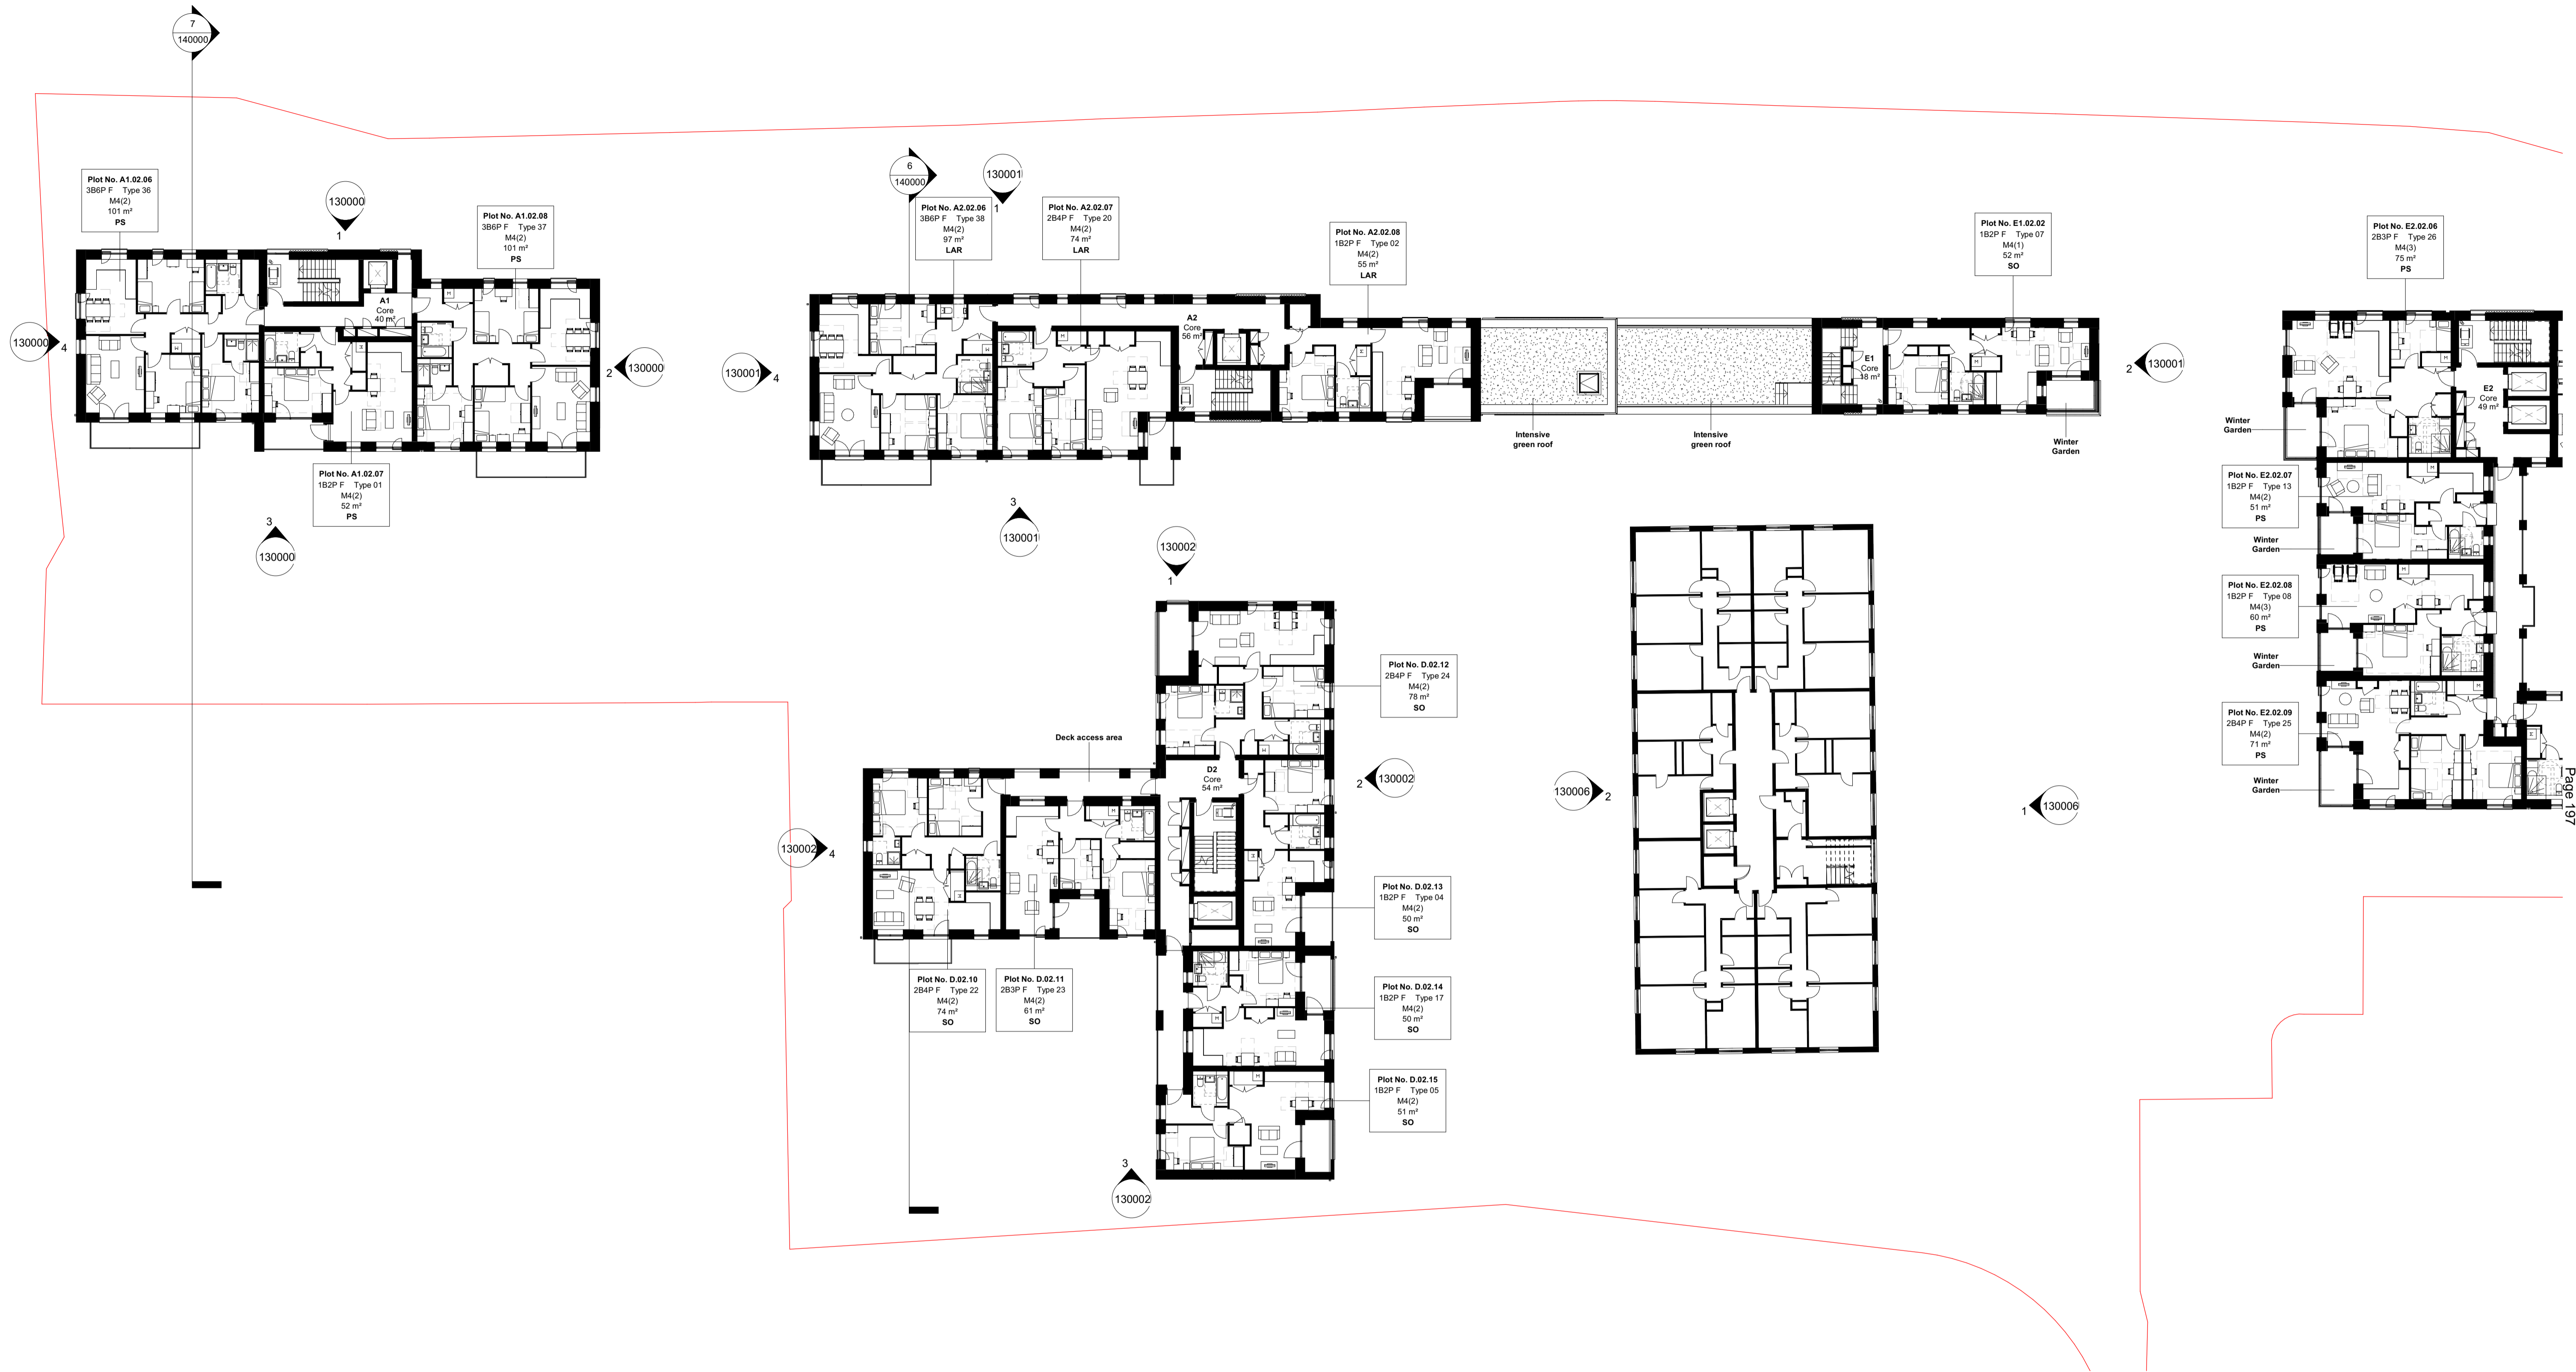 7
140000
Plot No. A1.02.06
3B6P F Type 36
M4(2)
101 m²
PS
130000
1
Plot No. A1.02.08
3B6P F Type 37
M4(2)
101 m²
PS
A1
Core
40 m²
130000
4
2
130000
Plot No. A1.02.07
1B2P F Type 01
M4(2)
52 m²
PS
3
130000
6
140000
130001
1
Plot No. A2.02.06
3B6P F Type 38
M4(2)
97 m²
LAR
Plot No. A2.02.07
2B4P F Type 20
M4(2)
74 m²
LAR
Plot No. A2.02.08
1B2P F Type 02
M4(2)
55 m²
LAR
A2
Core
56 m²
130001
4
3
130001
Intensive
green roof
Intensive
green roof
Plot No. E1.02.02
1B2P F Type 07
M4(1)
52 m²
SO
E1
Core
18 m²
Winter
Garden
2
130001
Plot No. E2.02.06
2B3P F Type 26
M4(3)
75 m²
PS
E2
Core
49 m²
Winter
Garden
Plot No. E2.02.07
1B2P F Type 13
M4(2)
51 m²
PS
Winter
Garden
Plot No. E2.02.08
1B2P F Type 08
M4(3)
60 m²
PS
Winter
Garden
Plot No. E2.02.09
2B4P F Type 25
M4(2)
71 m²
PS
Winter
Garden
Page 197
130002
1
Plot No. D.02.12
2B4P F Type 24
M4(2)
78 m²
SO
Deck access area
D2
Core
54 m²
2
130002
130002
4
Plot No. D.02.10
2B4P F Type 22
M4(2)
74 m²
SO
Plot No. D.02.11
2B3P F Type 23
M4(2)
61 m²
SO
Plot No. D.02.13
1B2P F Type 04
M4(2)
50 m²
SO
Plot No. D.02.14
1B2P F Type 17
M4(2)
50 m²
SO
Plot No. D.02.15
1B2P F Type 05
M4(2)
51 m²
SO
3
130002
130006
2
1
130006